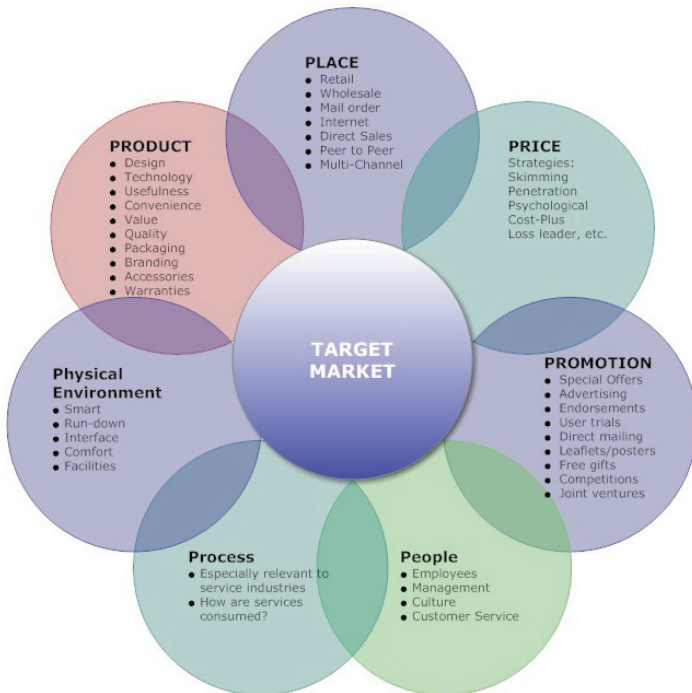 PLACE
Retail
Wholesale
Mail order
Internet
Direct Sales
Peer to Peer
Multi-Channel
PRICE
Strategies:
Skimming
Penetration
Psychological
Cost-Plus
Loss leader, etc.
PROMOTION
Special Offers
Advertising
Endorsements
User trials
Direct mailing
Leaflets/posters
Free gifts
Competitions
Joint ventures
People
Employees
Management
Culture
Customer Service
Process
Especially relevant to
service industries
How are services
consumed?
Physical
Environment
Smart
Run-down
Interface
Comfort
Facilities
PRODUCT
Design
Technology
Usefulness
Convenience
Value
Quality
Packaging
Branding
Accessories
Warranties
TARGET
MARKET